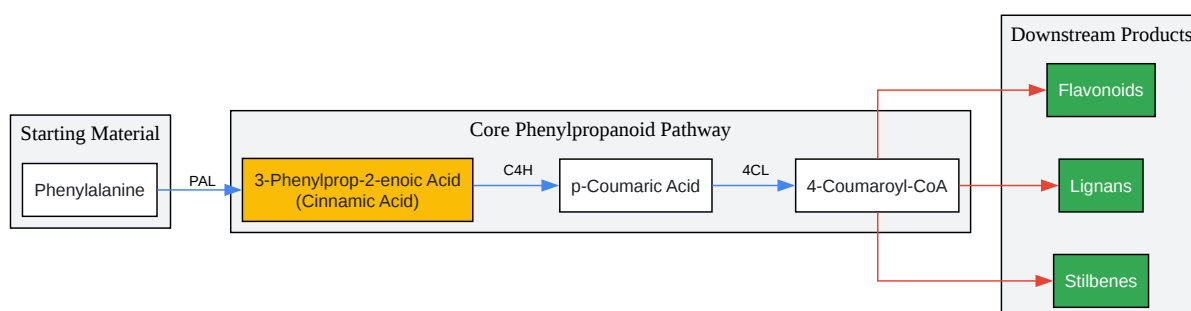 Starting Material
Phenylalanine
PAL
Core Phenylpropanoid Pathway
3-Phenylprop-2-enoic Acid
(Cinnamic Acid)
C4H
p-Coumaric Acid
4CL
4-Coumaroyl-CoA
Downstream Products
Flavonoids
Lignans
Stilbenes